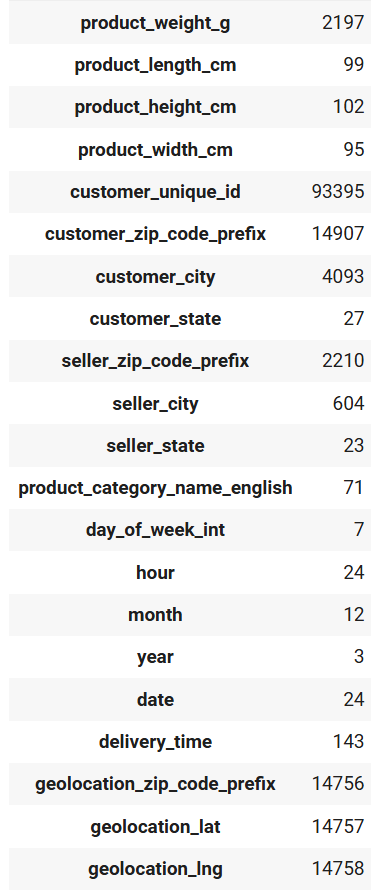 product_weight_g 2197
product_length_cm 99
product_height_cm 102
product_width_cm 95
customer_unique_id 93395
customer_zip_code_prefix 14907
customer_city 4093
customer_state 27
seller_zip_code_prefix 2210
seller_city 604
seller_state 23
product_category_name_english 71
day_of_week_int 7
hour 24
month 12
year 3
date 24
delivery_time 143
geolocation_zip_code_prefix 14756
geolocation_lat 14757
geolocation_lng 14758